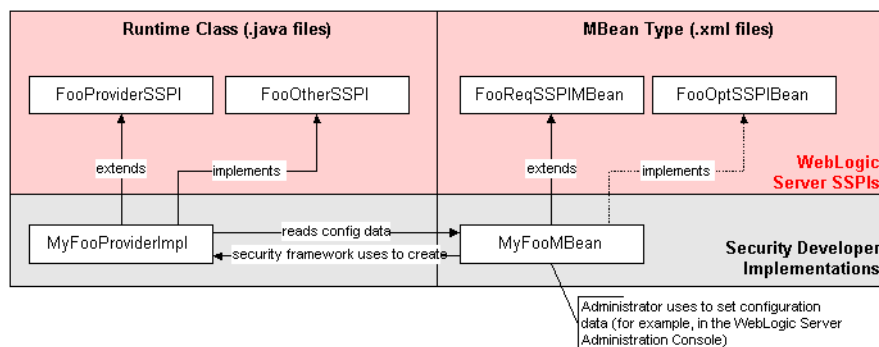 Runtime Class (.java files)
MBean Type (.xml files)
FooProviderSSPI
FooOtherSSPI
FooReqSSPIMBean
FooOptSSPIBean
extends
implements
extends
implements
WebLogic
Server SSPIs
MyFooProviderImpl
reads config data
security framework uses to create
MyFooMBean
Security Developer
Implementations
Administrator uses to set configuration
data (for example, in the WebLogic Server
Administration Console)